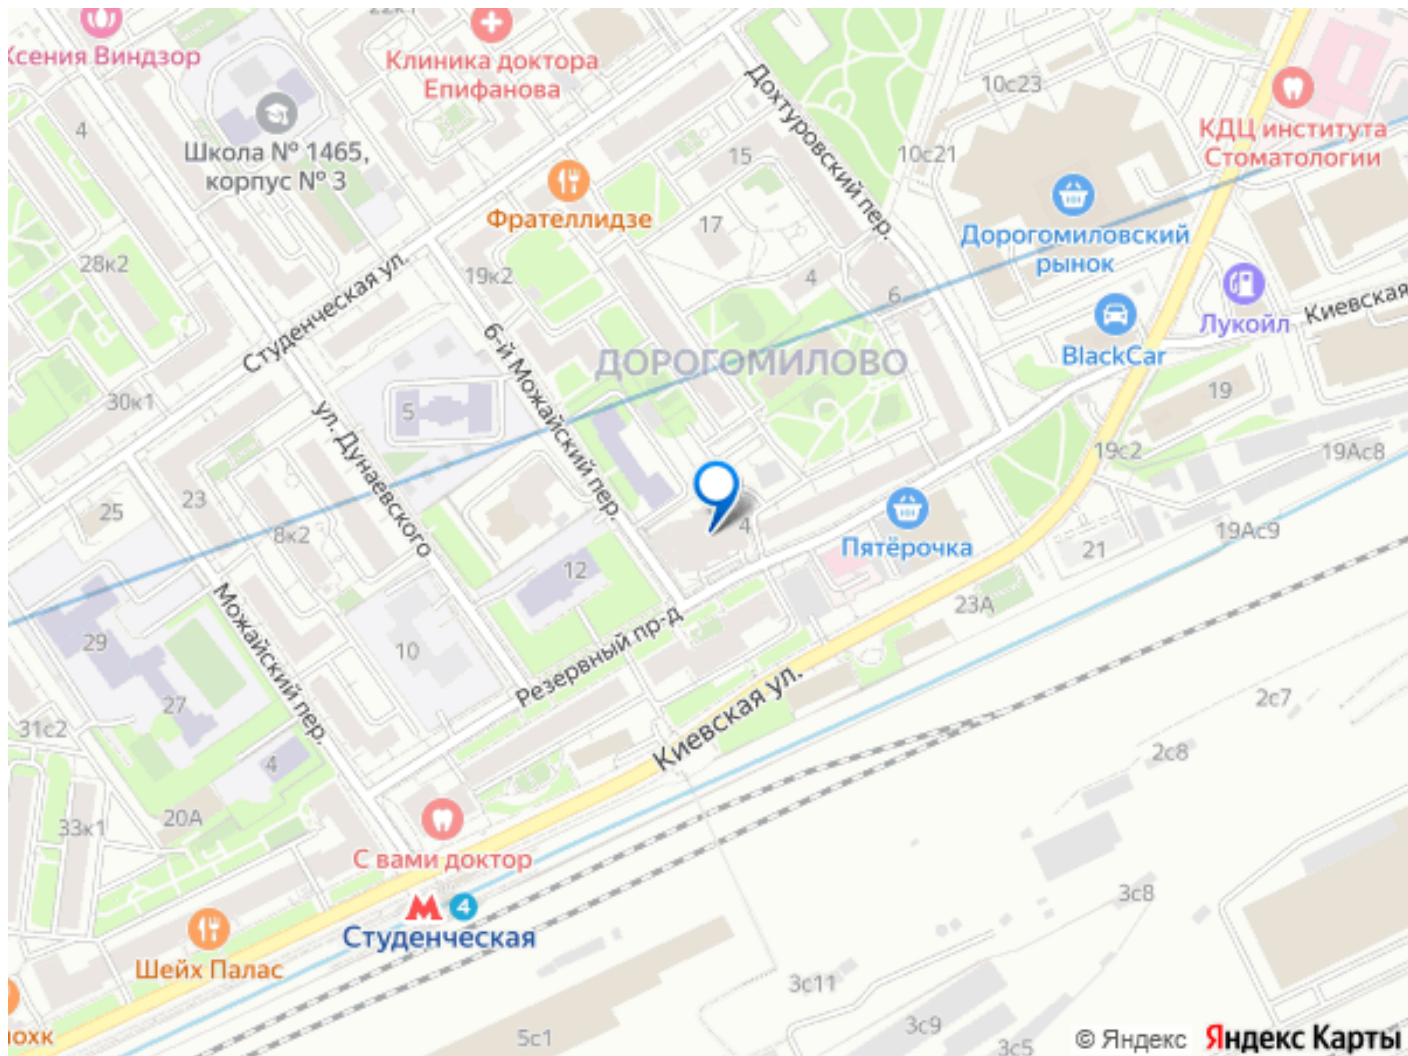 22к1
Ксения Виндзор
Клиника доктора
Епифанова
10с23
КДЦ института
Стоматологии
4
Школа № 1465,
корпус № 3
Дохтуровский пер.
15
10с21
Фрателлидзе
17
Дорогомиловский
рынок
28к2
19к2
4
6
Студенческая ул.
Лукойл
Киевская
BlackCar
6-й Можайский пер.
ДОРОГОМИЛОВО
19
30к1
5
ул. Дунаевского
19с2
19Ас8
23
25
8к2
4
Пятёрочка
19Ас9
21
12
23А
29
10
Можайский пер.
Резервный пр-д
27
31с2
4
Киевская ул.
2с7
2с8
20А
33к1
С вами доктор
3с8
4
Студенческая
Шейх Палас
3с11
5с1
3с9
3с5
© Яндекс
Яндекс Карты